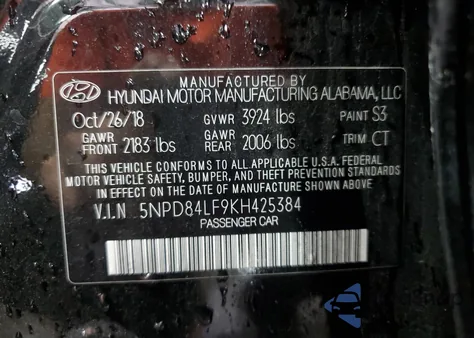 MANUFACTURED BY
HYUNDAI MOTOR MANUFACTURING ALABAMA, LLC
Oct/26/18 GVWR 3924 lbs PAINT S3
GAWR FRONT 2183 lbs GAWR REAR 2006 lbs TRIM CT
THIS VEHICLE CONFORMS TO ALL APPLICABLE U.S.A. FEDERAL
MOTOR VEHICLE SAFETY, BUMPER, AND THEFT PREVENTION STANDARDS
IN EFFECT ON THE DATE OF MANUFACTURE SHOWN ABOVE.
V.I.N 5NPD84LF9KH425384
PASSENGER CAR